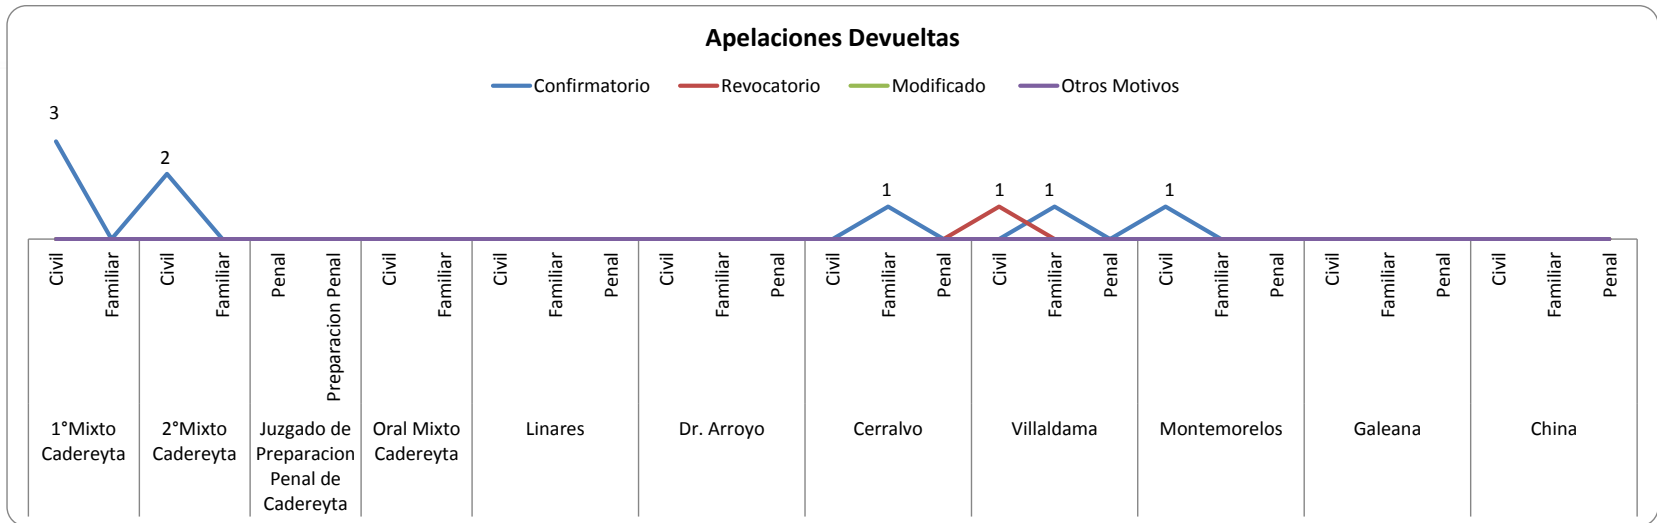 Apelaciones Devueltas
Confirmatorio Revocatorio Modificado Otros Motivos
3
2
1
1
1
1
Civil
Familiar
Civil
Familiar
Penal
Preparacion Penal
Civil
Familiar
Civil
Familiar
Penal
Civil
Familiar
Penal
Civil
Familiar
Penal
Civil
Familiar
Penal
Civil
Familiar
Penal
Civil
Familiar
Penal
Civil
Familiar
Penal
1°Mixto
Cadereyta
2°Mixto
Cadereyta
Juzgado de
Preparacion
Penal de
Cadereyta
Oral Mixto
Cadereyta
Linares
Dr. Arroyo
Cerralvo
Villaldama
Montemorelos
Galeana
China